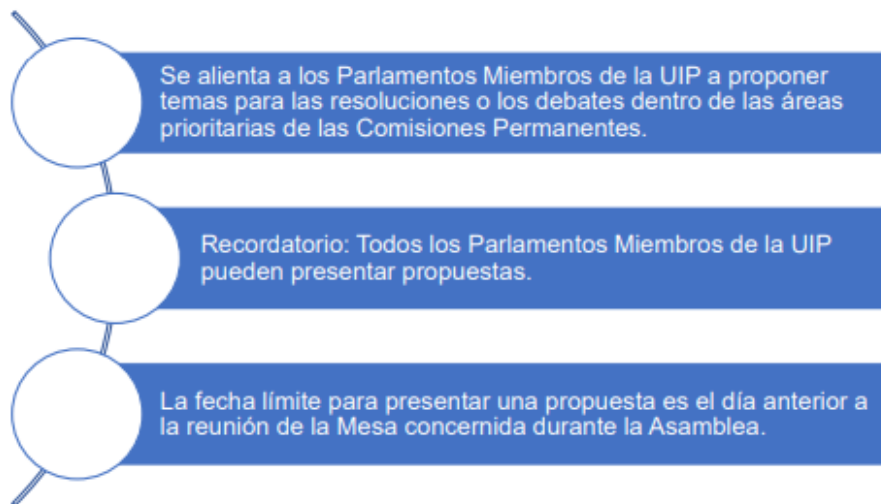 Se alienta a los Parlamentos Miembros de la UIP a proponer
temas para las resoluciones o los debates dentro de las áreas
prioritarias de las Comisiones Permanentes.
Recordatorio: Todos los Parlamentos Miembros de la UIP
pueden presentar propuestas.
La fecha límite para presentar una propuesta es el día anterior a
la reunión de la Mesa concernida durante la Asamblea.